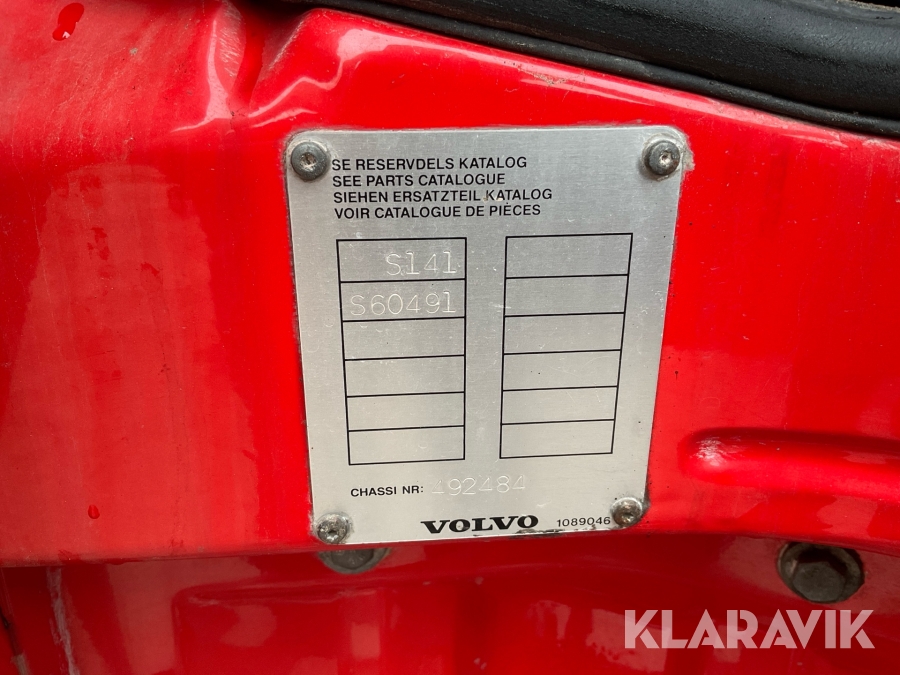 SE RESERVDELS KATALOG
SEE PARTS CATALOGUE
SIEHEN ERSATZTEIL KATALOG
VOIR CATALOGUE DE PIÈCES
S141
S60491
CHASSI NR: 492484
VOLVO 1089046
KLARAVIK